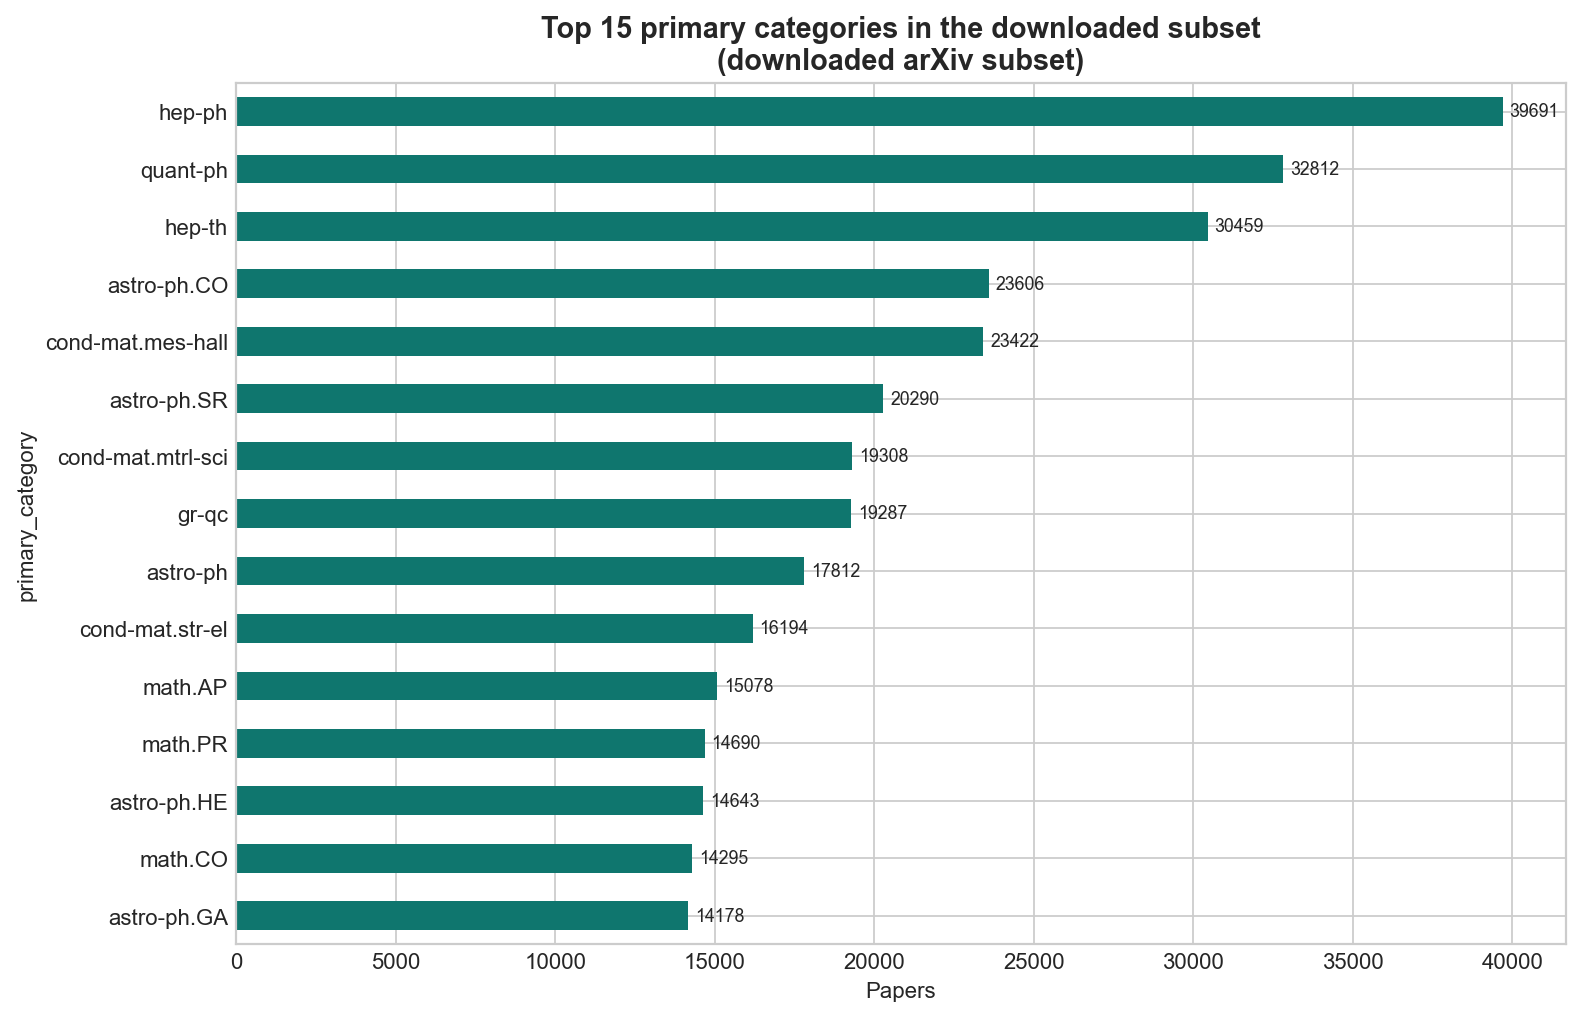 Top 15 primary categories in the downloaded subset
(downloaded arXiv subset)
hep-ph 39691
quant-ph 32812
hep-th 30459
astro-ph.CO 23606
cond-mat.mes-hall 23422
astro-ph.SR 20290
cond-mat.mtrl-sci 19308
gr-qc 19287
astro-ph 17812
cond-mat.str-el 16194
math.AP 15078
math.PR 14690
astro-ph.HE 14643
math.CO 14295
astro-ph.GA 14178
primary_category
0 5000 10000 15000 20000 25000 30000 35000 40000
Papers